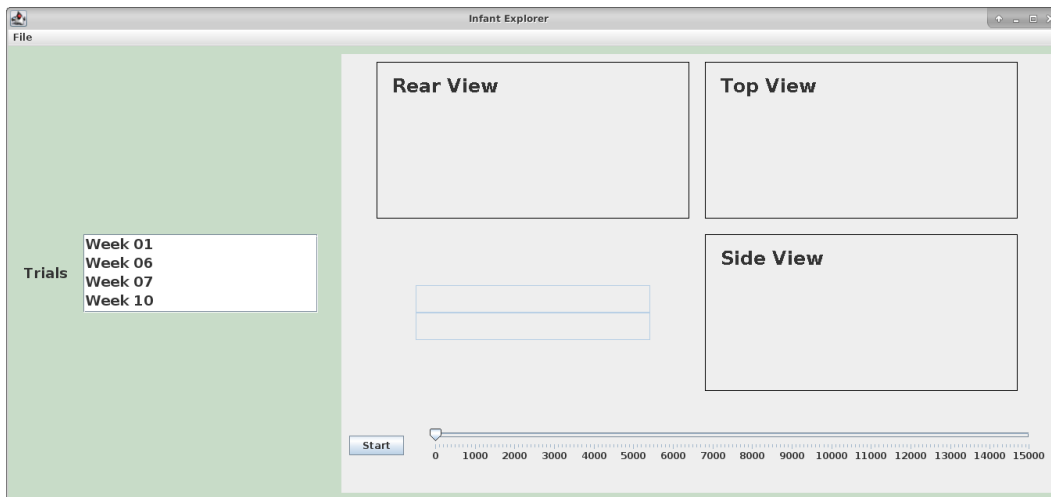 Infant Explorer
File
Rear View
Top View
Trials
Week 01
Week 06
Week 07
Week 10
Side View
Start
0 1000 2000 3000 4000 5000 6000 7000 8000 9000 10000 11000 12000 13000 14000 15000